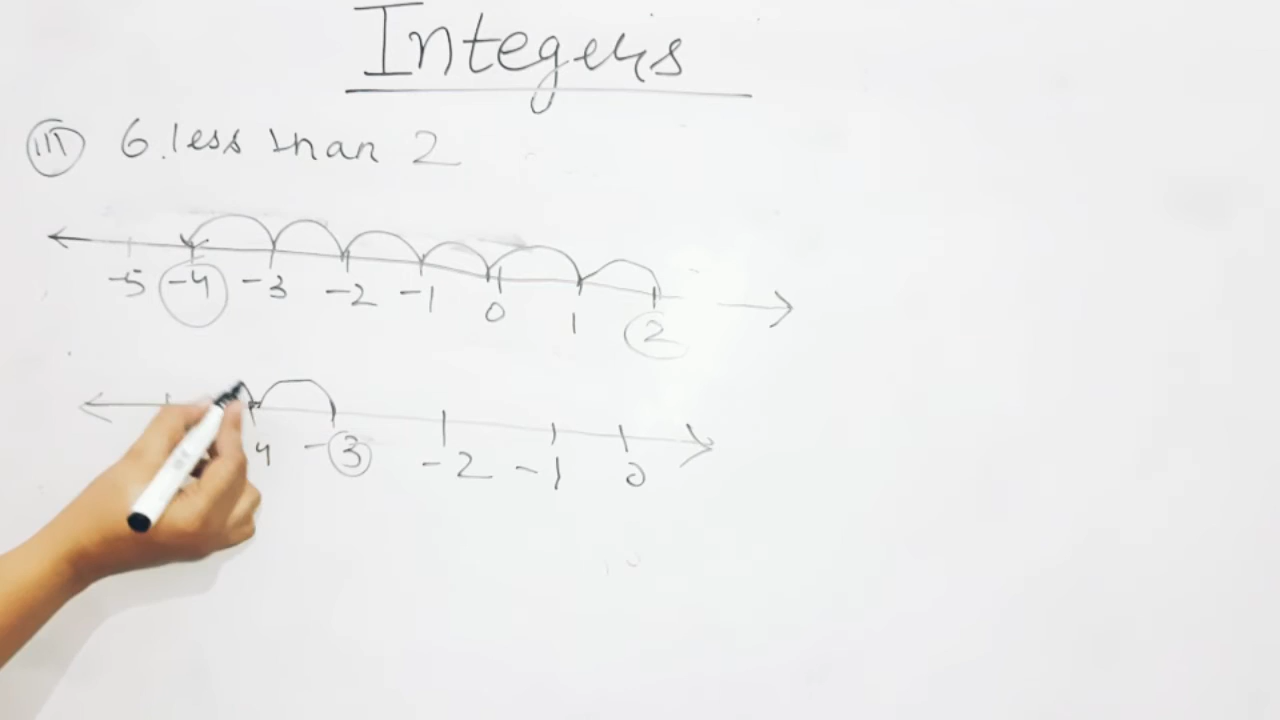 Integers
(III) 6 less than 2
-5 -4 -3 -2 -1 0 1 2
4 -3 -2 -1 0